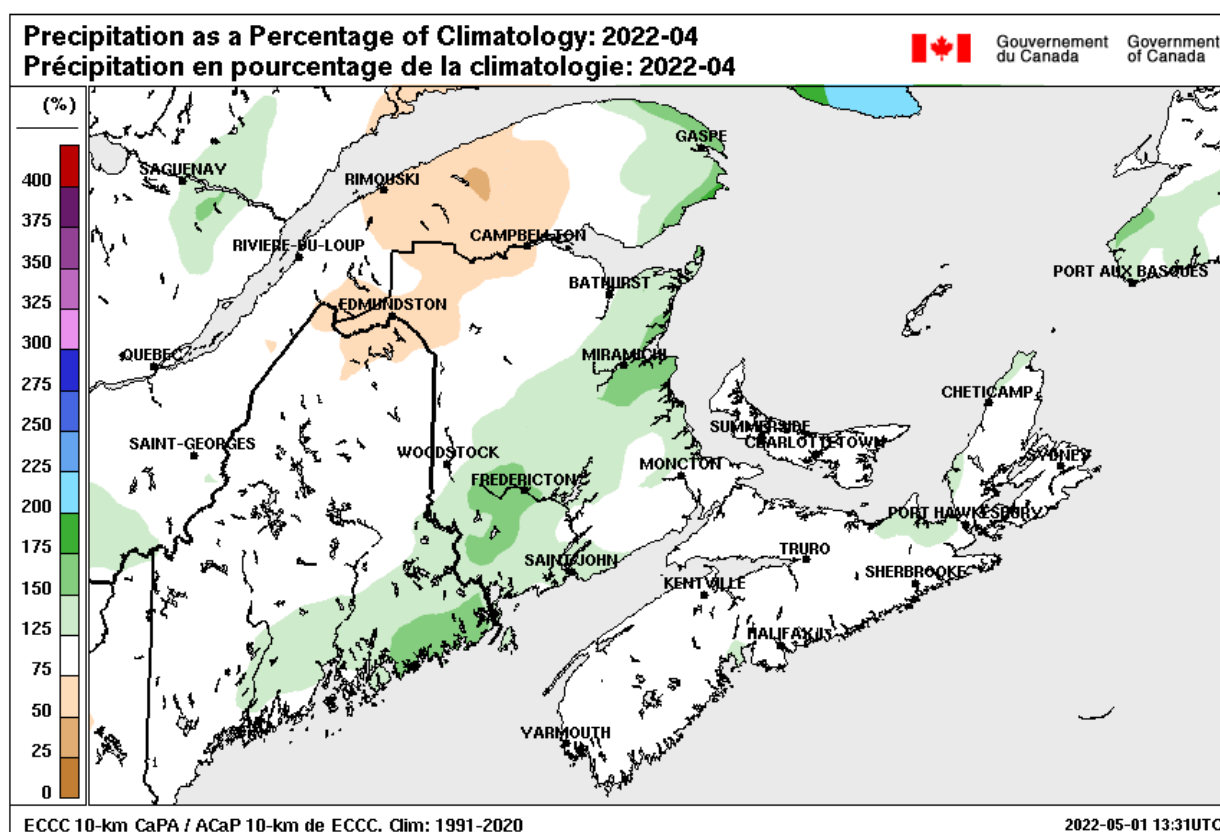 Precipitation as a Percentage of Climatology: 2022-04
Précipitation en pourcentage de la climatologie: 2022-04
Gouvernement du Canada
Government of Canada
(%)
400
375
350
325
300
275
250
225
200
175
150
125
75
50
25
0
GASPE
SAGUENAY
RIMOUSKI
CAMPBELLTON
RIVIERE-DU-LOUP
PORT AUX BASQUES
BATHURST
EDMUNDSTON
QUEBEC
MIRAMICHI
CHETICAMP
SUMMERSIDE
CHARLOTTETOWN
SAINT-GEORGES
WOODSTOCK
MONCTON
SYDNEY
FREDERICTON
PORT HAWKESBURY
TRURO
SAINT JOHN
SHERBROOKE
KENTVILLE
HALIFAX
YARMOUTH
ECCC 10-km CaPA / ACaP 10-km de ECCC. Clim: 1991-2020
2022-05-01 13:31UTC